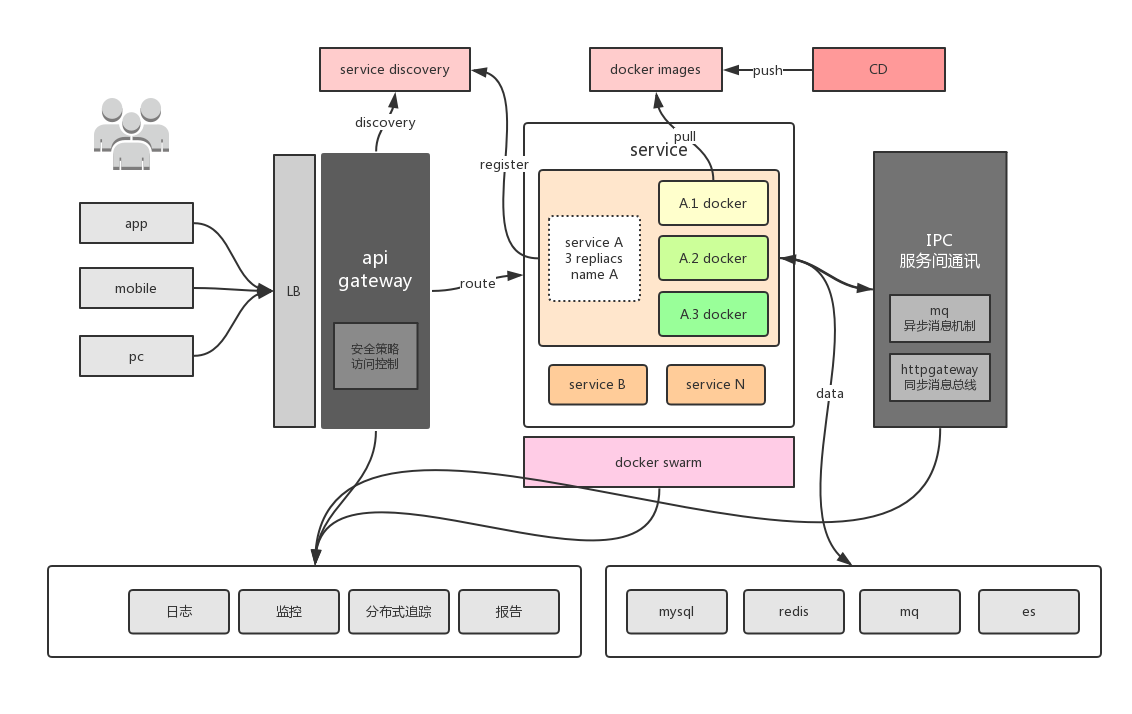 service discovery
docker images
push
CD
discovery
pull
service
register
app
mobile
pc
LB
api
gateway
安全策略
访问控制
route
service A
3 repliacs
name A
A.1 docker
A.2 docker
A.3 docker
service B
service N
IPC
服务间通讯
mq
异步消息机制
httpgateway
同步消息总线
data
docker swarm
日志
监控
分布式追踪
报告
mysql
redis
mq
es